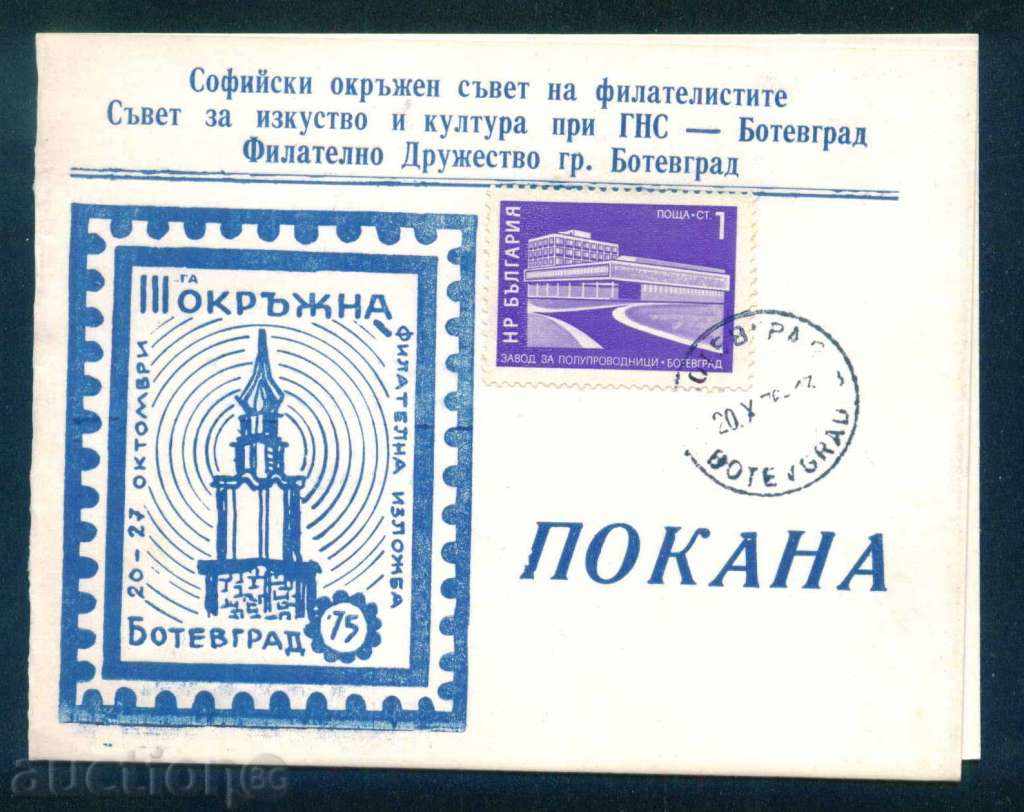 Софийски окръжен съвет на филателистите
Съвет за изкуство и култура при ГНС — Ботевград
Филателно Дружество гр. Ботевград
III-га ОКРЪЖНА
ФИЛАТЕЛНА ИЗЛОЖБА
20-27 ОКТОМВРИ
БОТЕВГРАД
'75
НР БЪЛГАРИЯ
ПОЩА•СТ. 1
ЗАВОД ЗА ПОЛУПРОВОДНИЦИ•БОТЕВГРАД
20.X
BOTEVGRAD
ПОКАНА
auction.BG